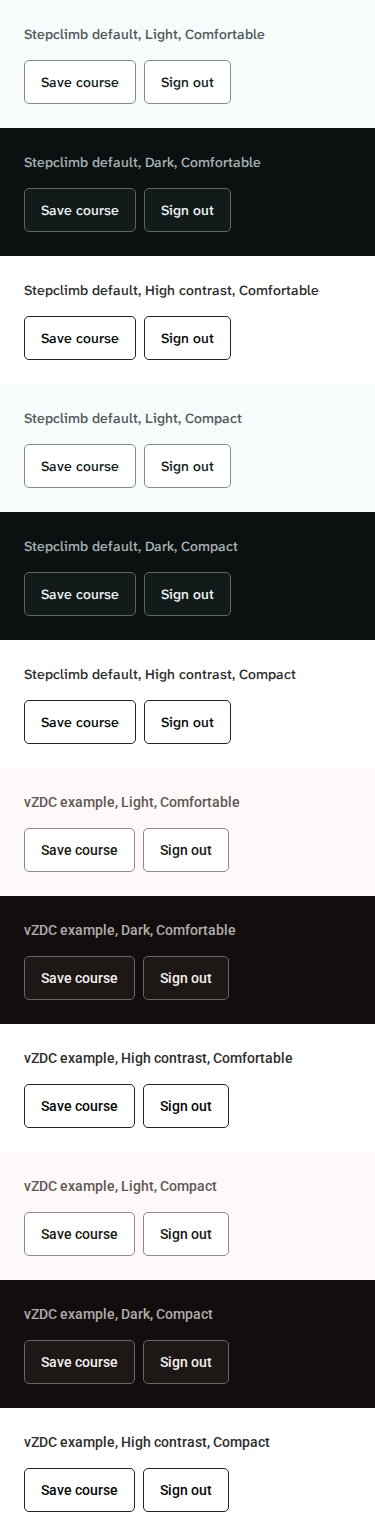 Stepclimb default, Light, Comfortable
Save course Sign out
Stepclimb default, Dark, Comfortable
Save course Sign out
Stepclimb default, High contrast, Comfortable
Save course Sign out
Stepclimb default, Light, Compact
Save course Sign out
Stepclimb default, Dark, Compact
Save course Sign out
Stepclimb default, High contrast, Compact
Save course Sign out
vZDC example, Light, Comfortable
Save course Sign out
vZDC example, Dark, Comfortable
Save course Sign out
vZDC example, High contrast, Comfortable
Save course Sign out
vZDC example, Light, Compact
Save course Sign out
vZDC example, Dark, Compact
Save course Sign out
vZDC example, High contrast, Compact
Save course Sign out